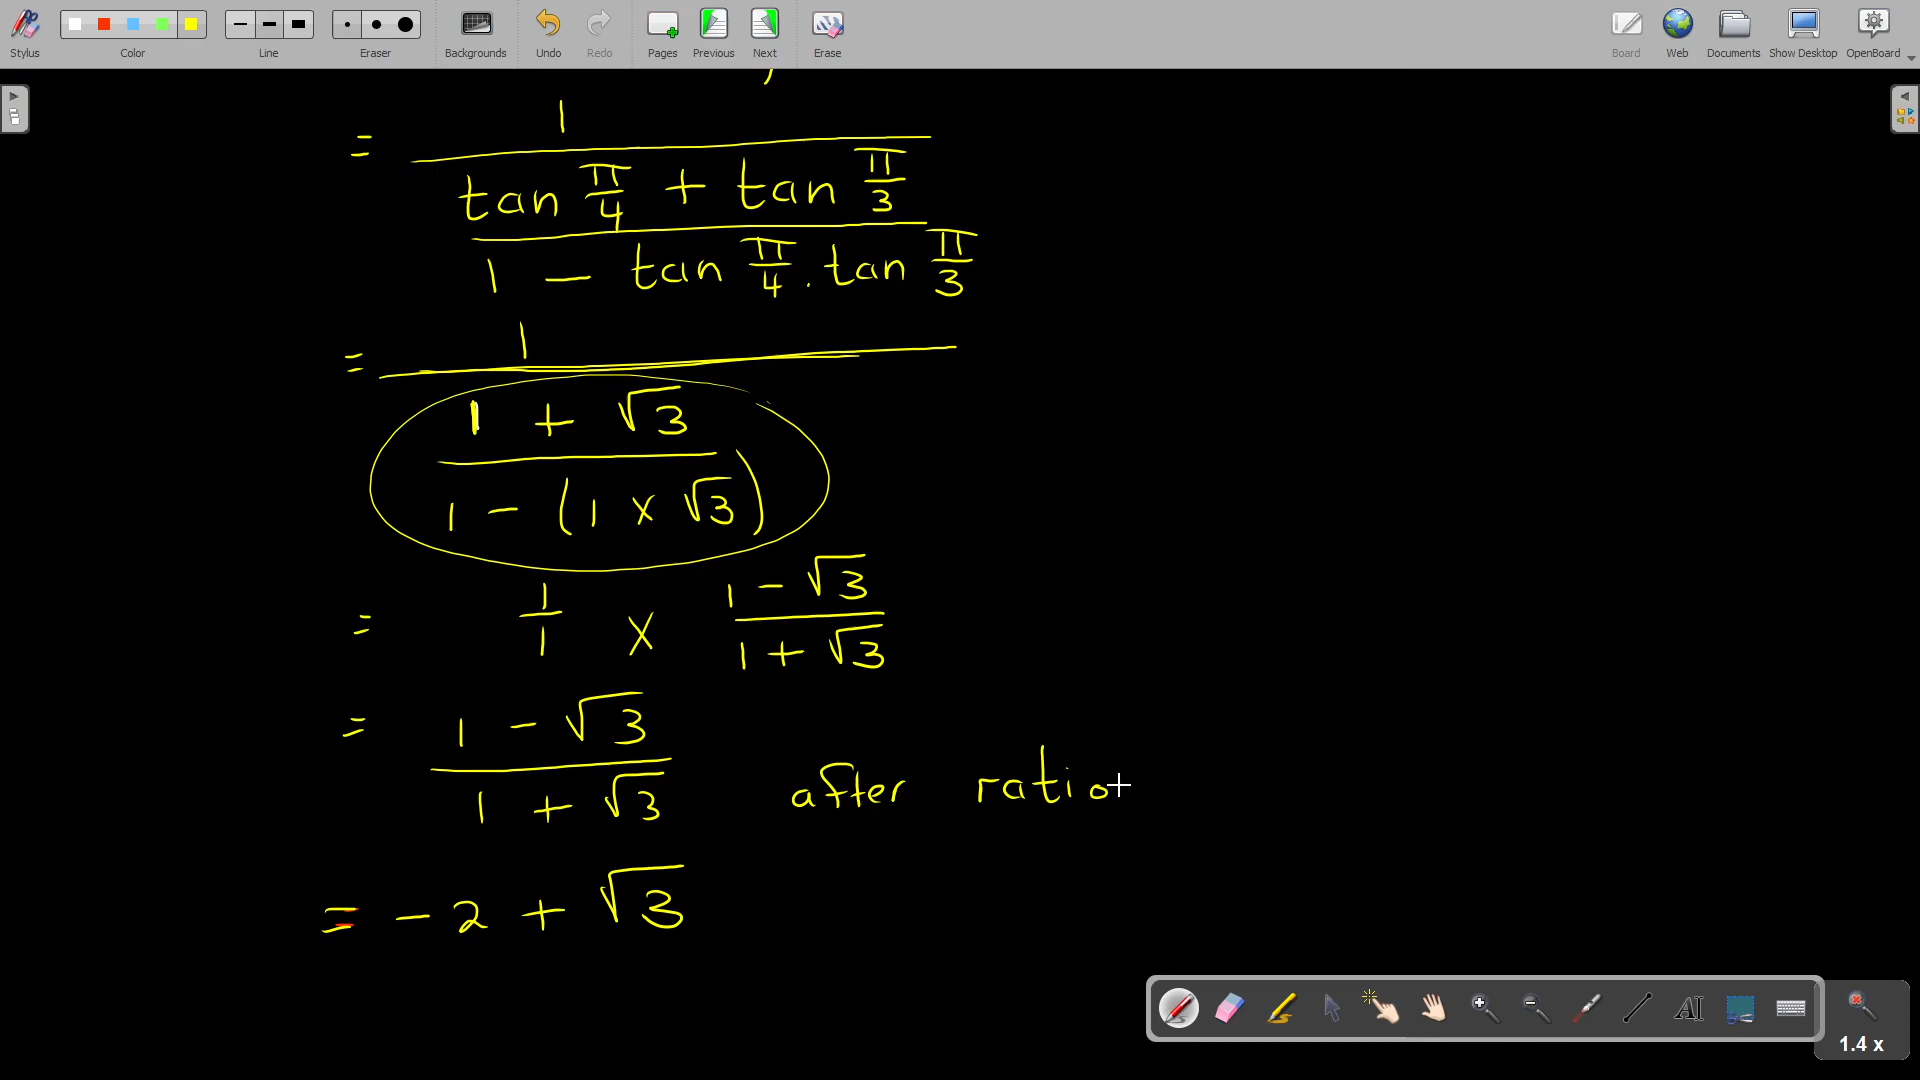 Stylus Color Line Eraser Backgrounds Undo Redo Pages Previous Next Erase Board Web Documents Show Desktop OpenBoard
= 1
tan π/4 + tan π/3
1 - tan π/4 . tan π/3
= 1
1 + √3
1 - (1 x √3)
= 1/1 x (1 - √3)/(1 + √3)
= 1 - √3
1 + √3 after ratio
= -2 + √3
1.4 x